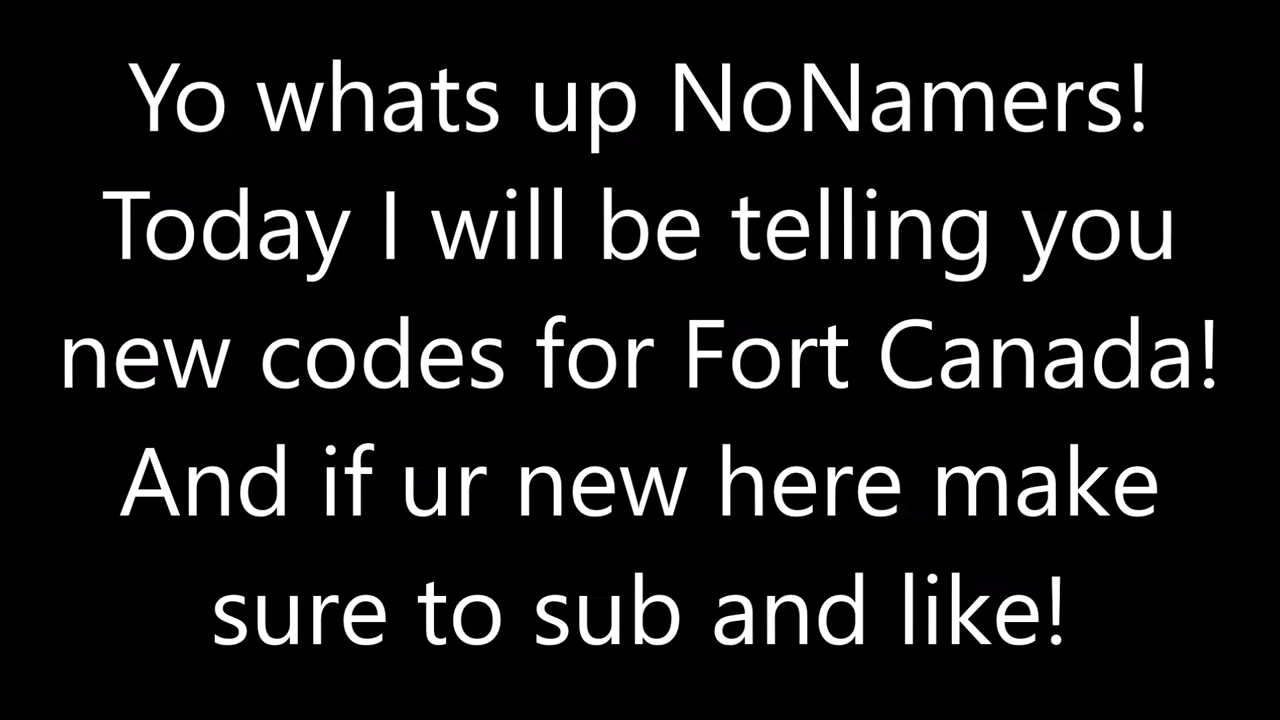 Yo whats up NoNamers!
Today I will be telling you
new codes for Fort Canada!
And if ur new here make
sure to sub and like!